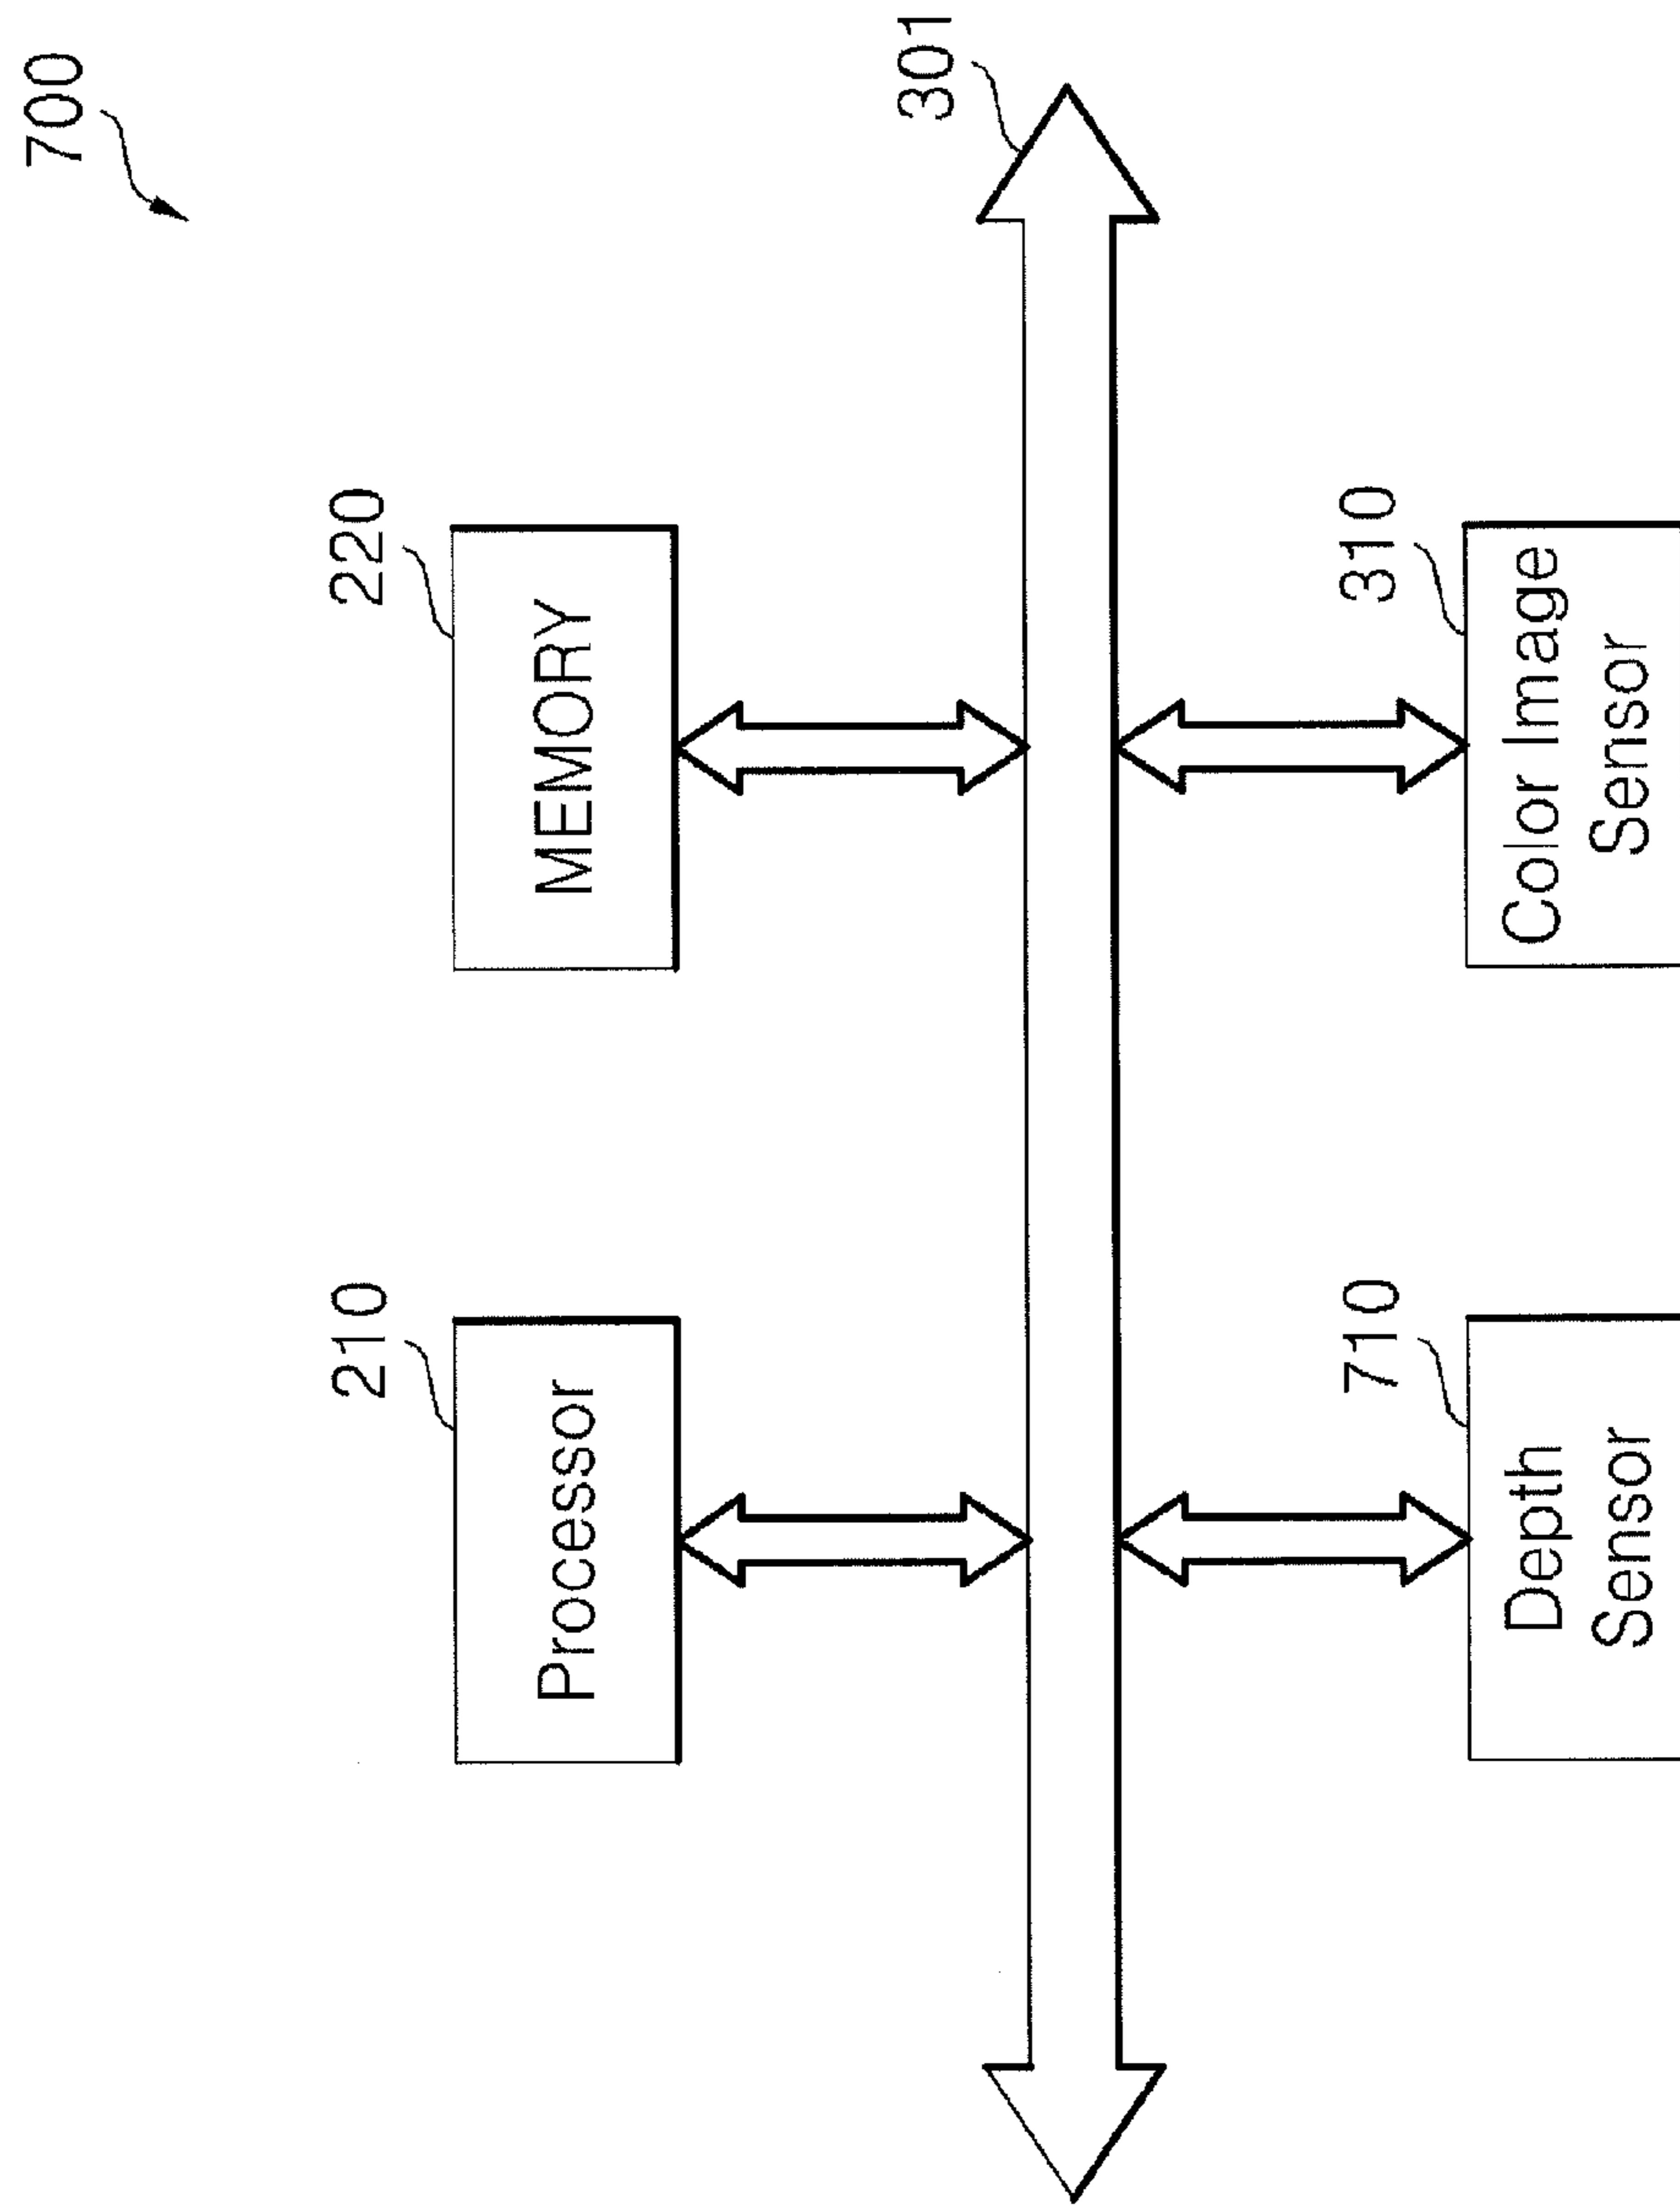 700
210
220
Processor
MEMORY
301
710
310
Depth
Sensor
Color Image
Sensor